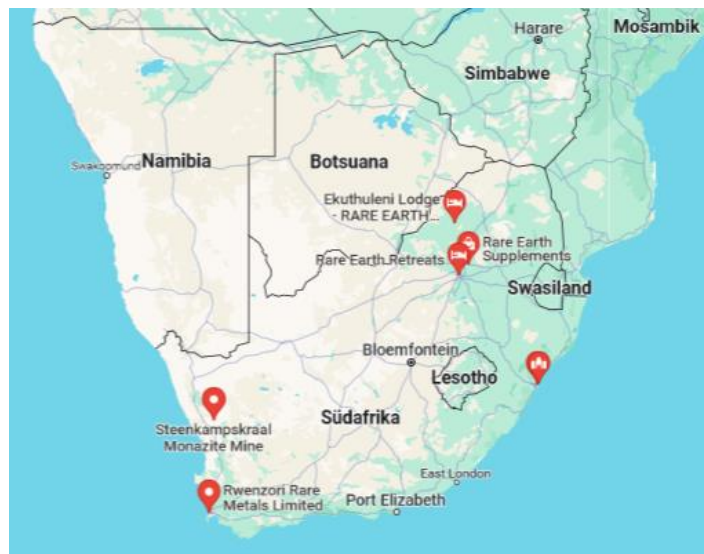 Harare
Mosambik
Simbabwe
Swakopmund
Namibia
Botsuana
Ekuthuleni Lodge
- RARE EARTH...
Rare Earth
Supplements
Rare Earth Retreats
Swasiland
Bloemfontein
Lesotho
Steenkampskraal
Monazite Mine
Südafrika
East London
Rwenzori Rare
Metals Limited
Port Elizabeth